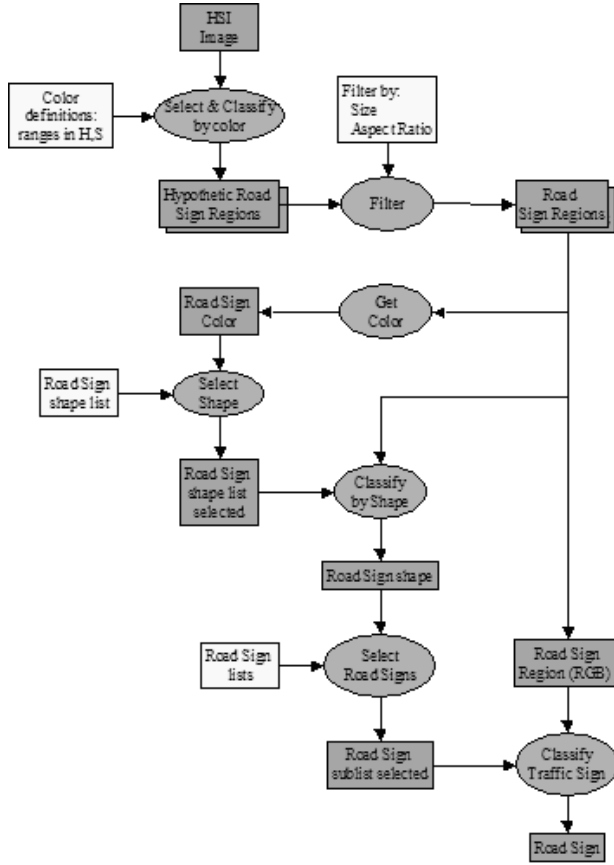 HSI
Image
Color
definitions:
ranges in H,S
Select & Classify
by color
Filter by:
Size
Aspect Ratio
Hypothetic Road
Sign Regions
Filter
Road
Sign Regions
Road Sign
Color
Get
Color
Road Sign
shape list
Select
Shape
Road Sign
shape list
selected
Classify
by Shape
Road Sign shape
Road Sign
lists
Select
Road Signs
Road Sign
Region (RGB)
Road Sign
sublist selected
Classify
Traffic Sign
Road Sign